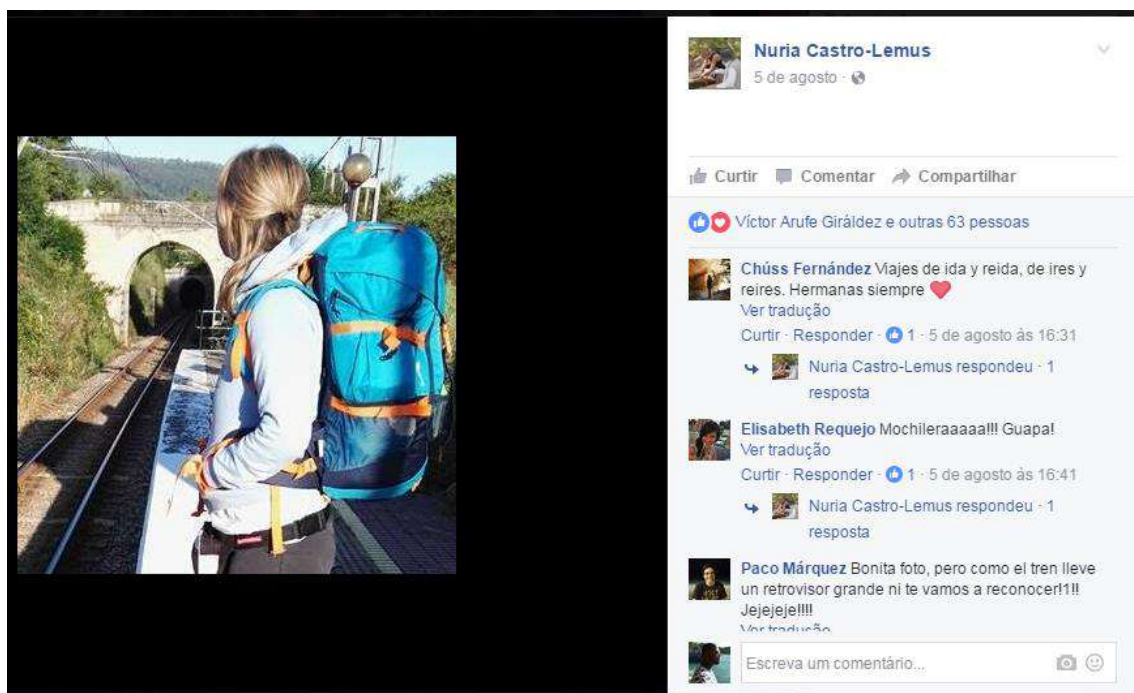 Nuria Castro-Lemus
5 de agosto ·
Curtir Comentar Compartilhar
Víctor Arufe Giráldez e outras 63 pessoas
Chúss Fernández Viajes de ida y reida, de ires y
reires. Hermanas siempre
Ver tradução
Curtir · Responder · 1 · 5 de agosto às 16:31
Nuria Castro-Lemus respondeu · 1
resposta
Elisabeth Requejo Mochileraaaaa!!! Guapa!
Ver tradução
Curtir · Responder · 1 · 5 de agosto às 16:41
Nuria Castro-Lemus respondeu · 1
resposta
Paco Márquez Bonita foto, pero como el tren lleve
un retrovisor grande ni te vamos a reconocer!1!!
Jejejeje!!!!
Ver tradução
Escreva um comentário...